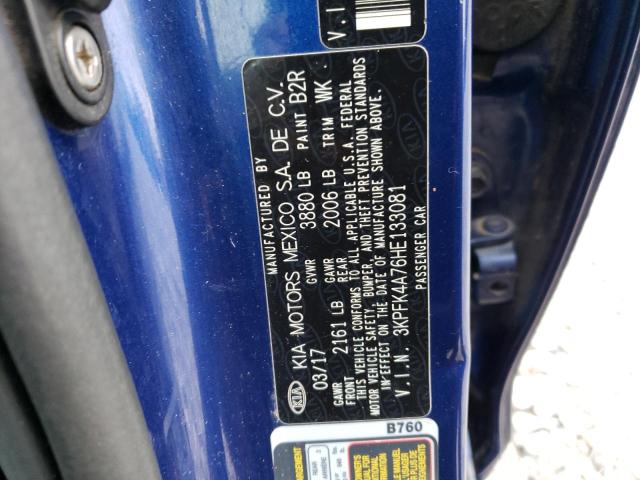 V.I
MANUFACTURED BY
KIA KIA MOTORS MEXICO S.A. DE C.V.
03/17 GVWR 3880 LB PAINT B2R
GAWR FRONT 2161 LB GAWR REAR 2006 LB TRIM WK
THIS VEHICLE CONFORMS TO ALL APPLICABLE U.S.A. FEDERAL
MOTOR VEHICLE SAFETY, BUMPER, AND THEFT PREVENTION STANDARDS
IN EFFECT ON THE DATE OF MANUFACTURE SHOWN ABOVE.
V.I.N. 3KPFK4A76HE133081
PASSENGER CAR
B760
REAR